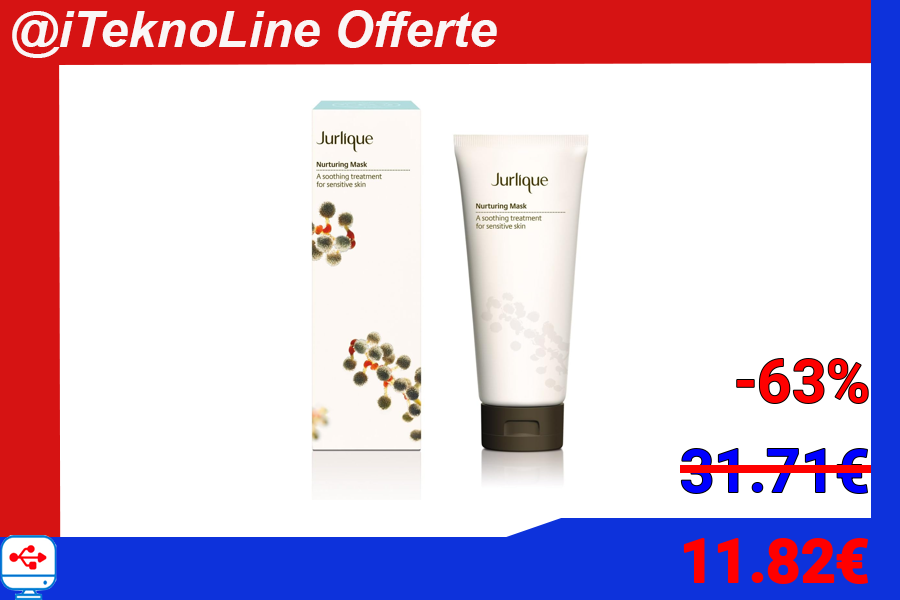 @iTeknoLine Offerte
Jurlique
Nurturing Mask
A soothing treatment
for sensitive skin
Jurlique
Nurturing Mask
A soothing treatment
for sensitive skin
-63%
31.71€
11.82€